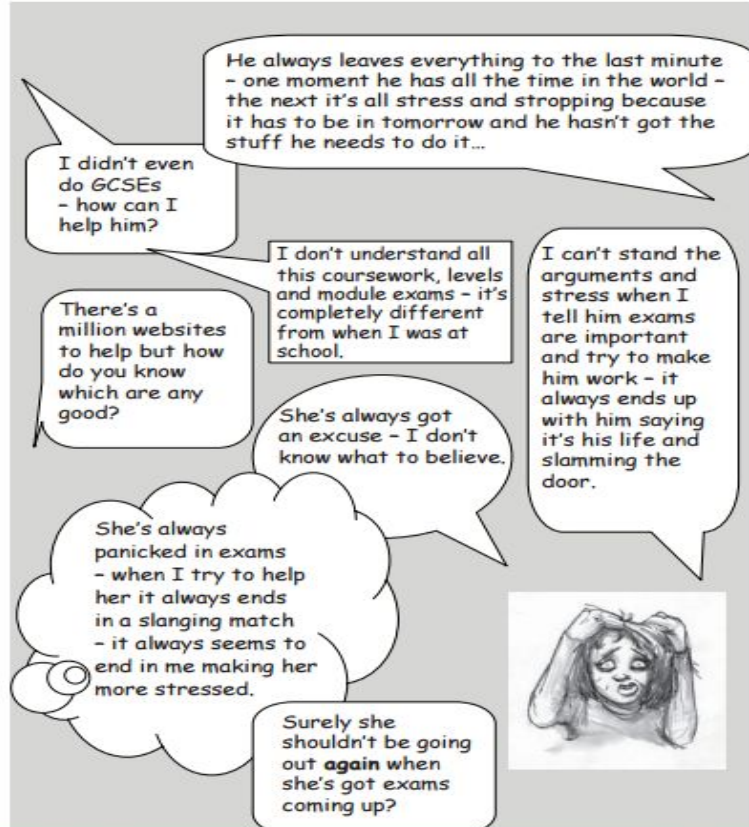 He always leaves everything to the last minute
– one moment he has all the time in the world –
the next it's all stress and stropping because
it has to be in tomorrow and he hasn't got the
stuff he needs to do it...
I didn't even
do GCSEs
– how can I
help him?
I don't understand all
this coursework, levels
and module exams – it's
completely different
from when I was at
school.
I can't stand the
arguments and
stress when I
tell him exams
are important
and try to make
him work – it
always ends up
with him saying
it's his life and
slamming the
door.
There's a
million websites
to help but how
do you know
which are any
good?
She's always got
an excuse – I don't
know what to believe.
She's always
panicked in exams
– when I try to help
her it always ends
in a slanging match
– it always seems to
end in me making her
more stressed.
Surely she
shouldn't be going
out again when
she's got exams
coming up?